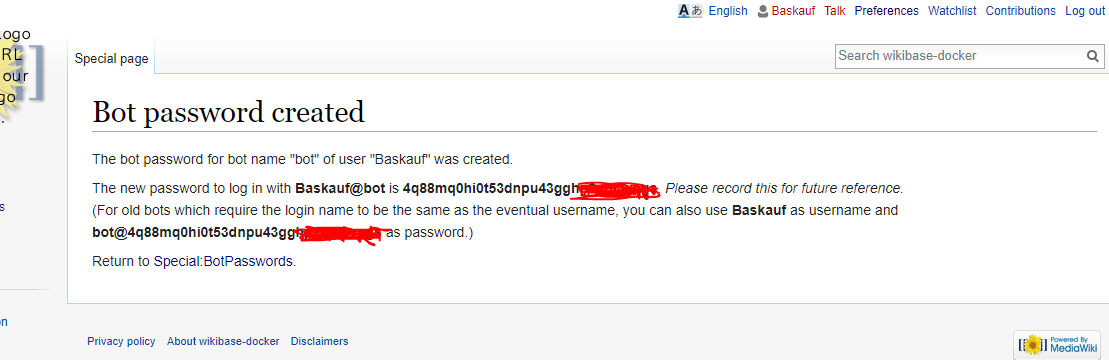 English Baskauf Talk Preferences Watchlist Contributions Log out
ogo
RL
our
go
.
Special page
Search wikibase-docker
Bot password created
The bot password for bot name "bot" of user "Baskauf" was created.
The new password to log in with Baskauf@bot is 4q88mq0hi0t53dnpu43ggh Please record this for future reference.
(For old bots which require the login name to be the same as the eventual username, you can also use Baskauf as username and
bot@4q88mq0hi0t53dnpu43ggh as password.)
s
Return to Special:BotPasswords.
on
Privacy policy About wikibase-docker Disclaimers
Powered By
MediaWiki